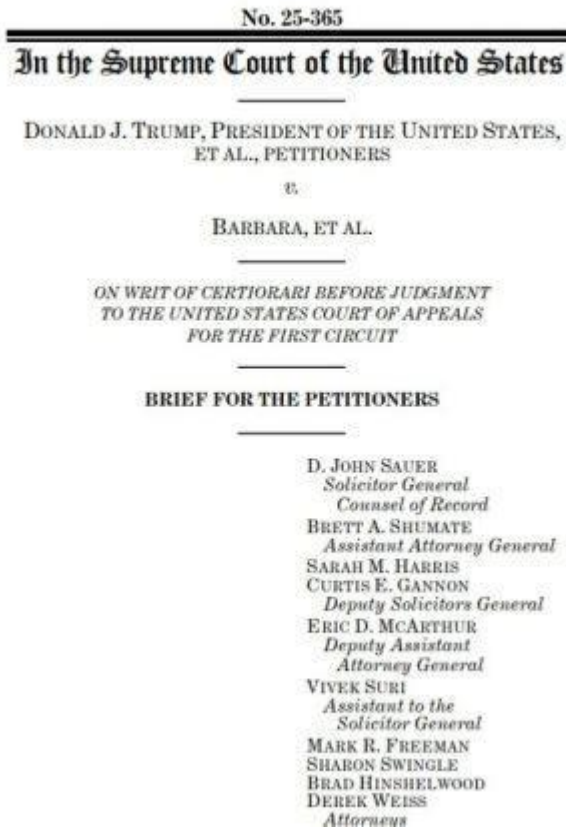 No. 25-365
In the Supreme Court of the United States
DONALD J. TRUMP, PRESIDENT OF THE UNITED STATES,
ET AL., PETITIONERS
v.
BARBARA, ET AL.
ON WRIT OF CERTIORARI BEFORE JUDGMENT
TO THE UNITED STATES COURT OF APPEALS
FOR THE FIRST CIRCUIT
BRIEF FOR THE PETITIONERS
D. JOHN SAUER
Solicitor General
Counsel of Record
BRETT A. SHUMATE
Assistant Attorney General
SARAH M. HARRIS
CURTIS E. GANNON
Deputy Solicitors General
ERIC D. MCARTHUR
Deputy Assistant
Attorney General
VIVEK SURI
Assistant to the
Solicitor General
MARK R. FREEMAN
SHARON SWINGLE
BRAD HINSHELWOOD
DEREK WEISS
Attorneys